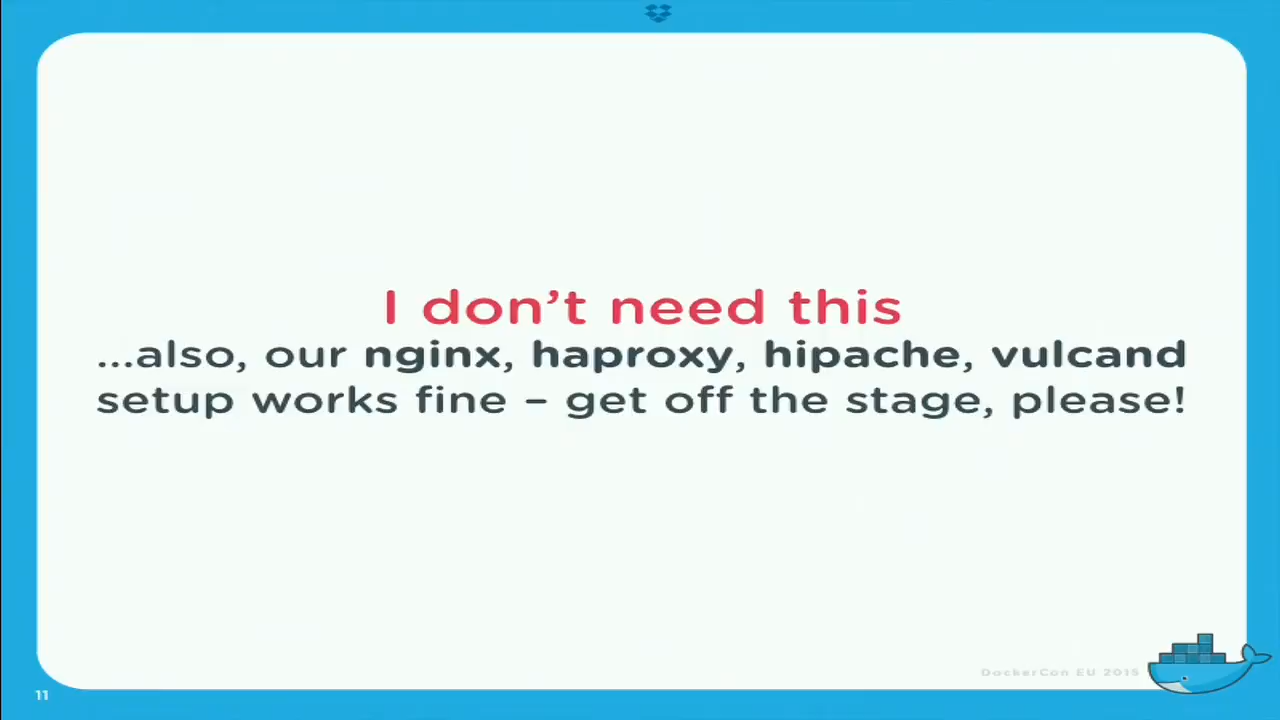 I don’t need this
...also, our nginx, haproxy, hipache, vulcand
setup works fine – get off the stage, please!
DockerCon EU 2015
11